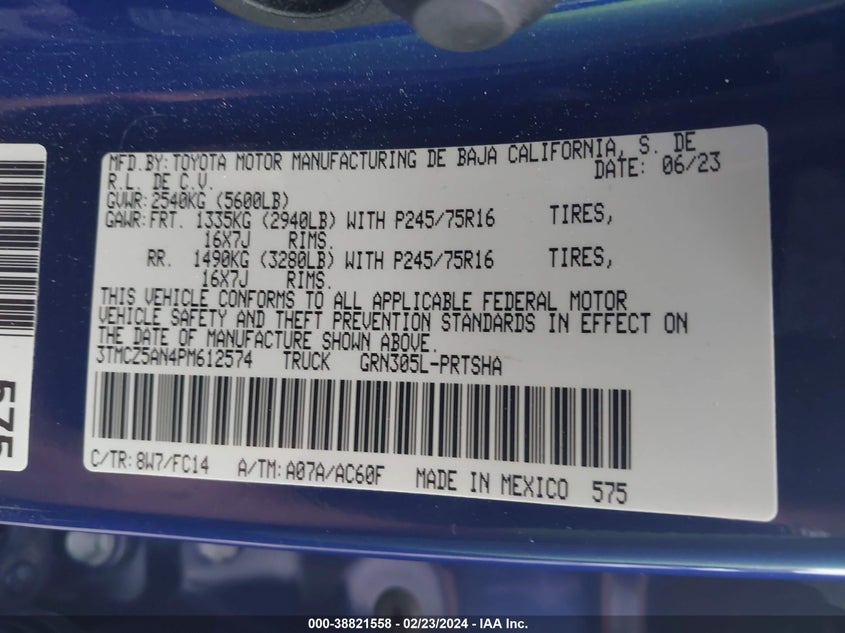 MFD.BY: TOYOTA MOTOR MANUFACTURING DE BAJA CALIFORNIA, S. DE
R.L. DE C.V. DATE: 06/23
GVWR: 2540KG (5600LB)
GAWR: FRT. 1335KG (2940LB) WITH P245/75R16 TIRES,
16X7J RIMS.
RR. 1490KG (3280LB) WITH P245/75R16 TIRES,
16X7J RIMS.
THIS VEHICLE CONFORMS TO ALL APPLICABLE FEDERAL MOTOR
VEHICLE SAFETY AND THEFT PREVENTION STANDARDS IN EFFECT ON
THE DATE OF MANUFACTURE SHOWN ABOVE.
3TMCZ5AN4PM612574 TRUCK GRN305L-PRTSHA
C/TR: 8W7/FC14 A/TM: A07A/AC60F MADE IN MEXICO 575
575
000-38821558 - 02/23/2024 - IAA Inc.